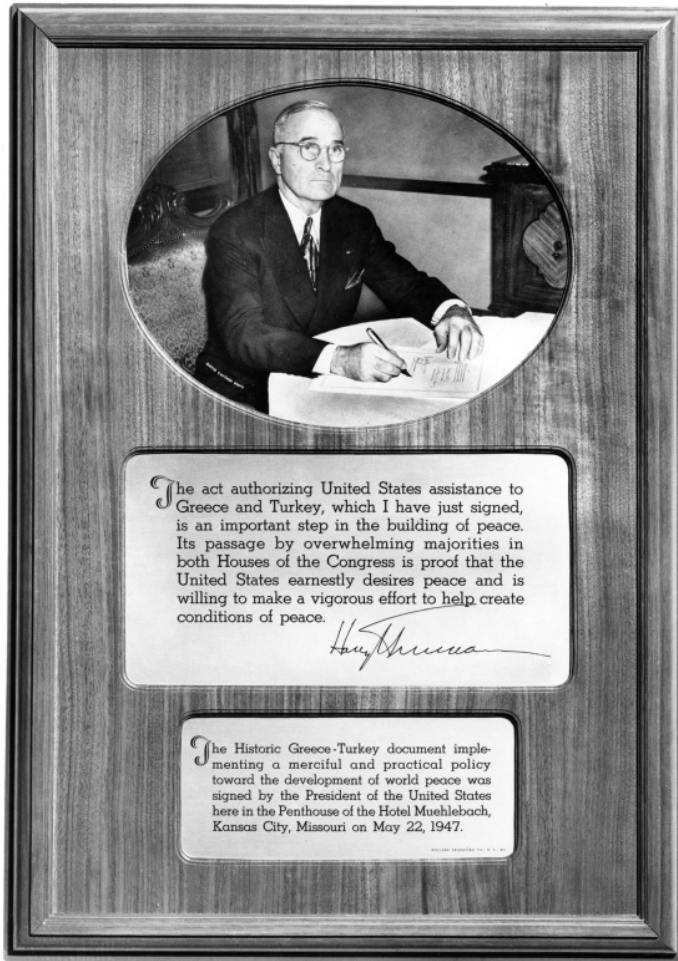 The act authorizing United States assistance to
Greece and Turkey, which I have just signed,
is an important step in the building of peace.
Its passage by overwhelming majorities in
both Houses of the Congress is proof that the
United States earnestly desires peace and is
willing to make a vigorous effort to help create
conditions of peace.
Harry Truman
The Historic Greece-Turkey document imple-
menting a merciful and practical policy
toward the development of world peace was
signed by the President of the United States
here in the Penthouse of the Hotel Muehlebach,
Kansas City, Missouri on May 22, 1947.